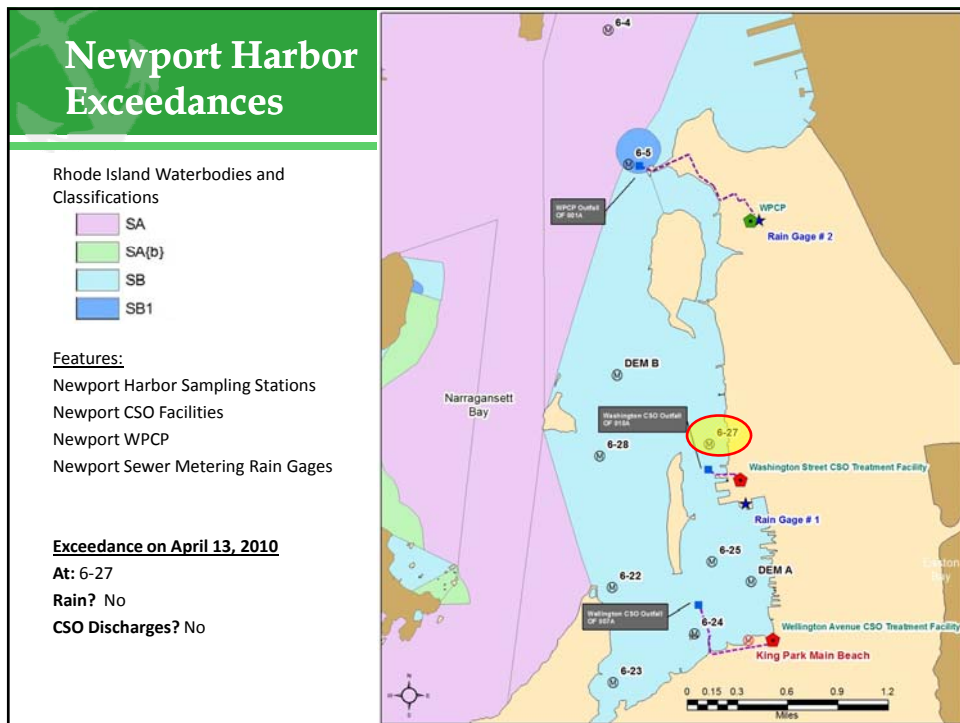 Newport Harbor
Exceedances
Rhode Island Waterbodies and
Classifications
SA
SA{b}
SB
SB1
Features:
Newport Harbor Sampling Stations
Newport CSO Facilities
Newport WPCP
Newport Sewer Metering Rain Gages
Exceedance on April 13, 2010
At: 6-27
Rain? No
CSO Discharges? No
6-4
6-5
WPCP Outfall
OF 001A
WPCP
Rain Gage # 2
DEM B
Narragansett
Bay
Washington CSO Outfall
OF 010A
6-27
6-28
Washington Street CSO Treatment Facility
Rain Gage # 1
6-25
DEM A
6-22
Wellington CSO Outfall
OF 007A
6-24
Wellington Avenue CSO Treatment Facility
King Park Main Beach
6-23
N
W
E
S
0 0.15 0.3 0.6 0.9 1.2
Miles
Bay